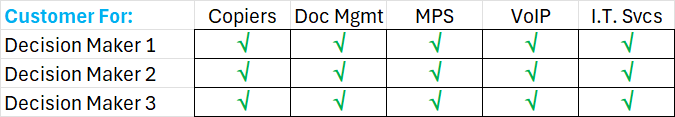 Customer For: Copiers Doc Mgmt MPS VoIP I.T. Svcs
Decision Maker 1 √ √ √ √ √
Decision Maker 2 √ √ √ √ √
Decision Maker 3 √ √ √ √ √